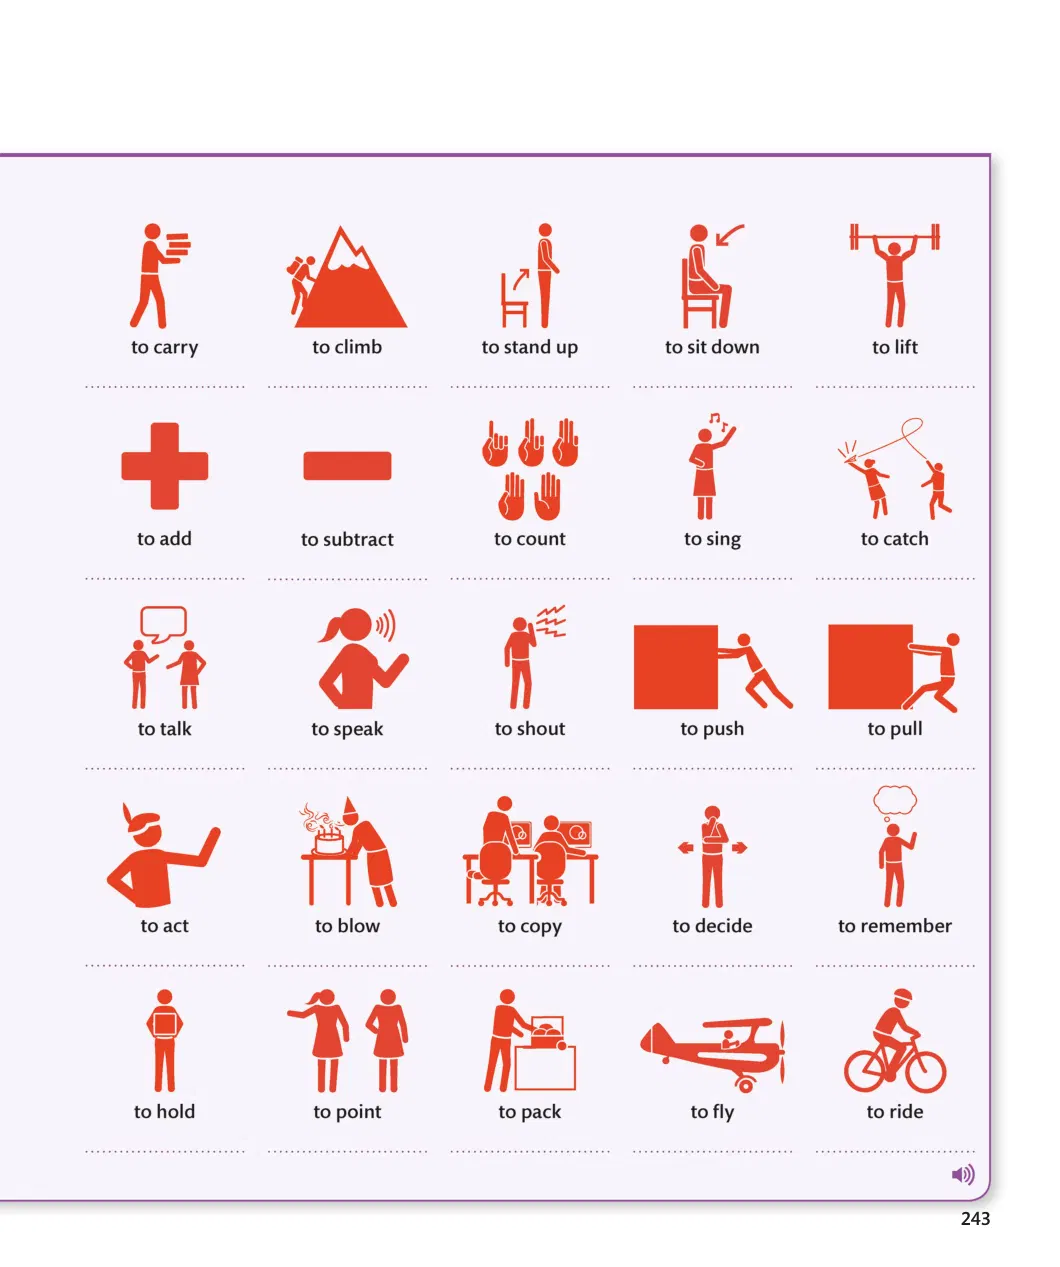 to carry
to climb
to stand up
to sit down
to lift
to add
to subtract
to count
to sing
to catch
to talk
to speak
to shout
to push
to pull
to act
to blow
to copy
to decide
to remember
to hold
to point
to pack
to fly
to ride
243